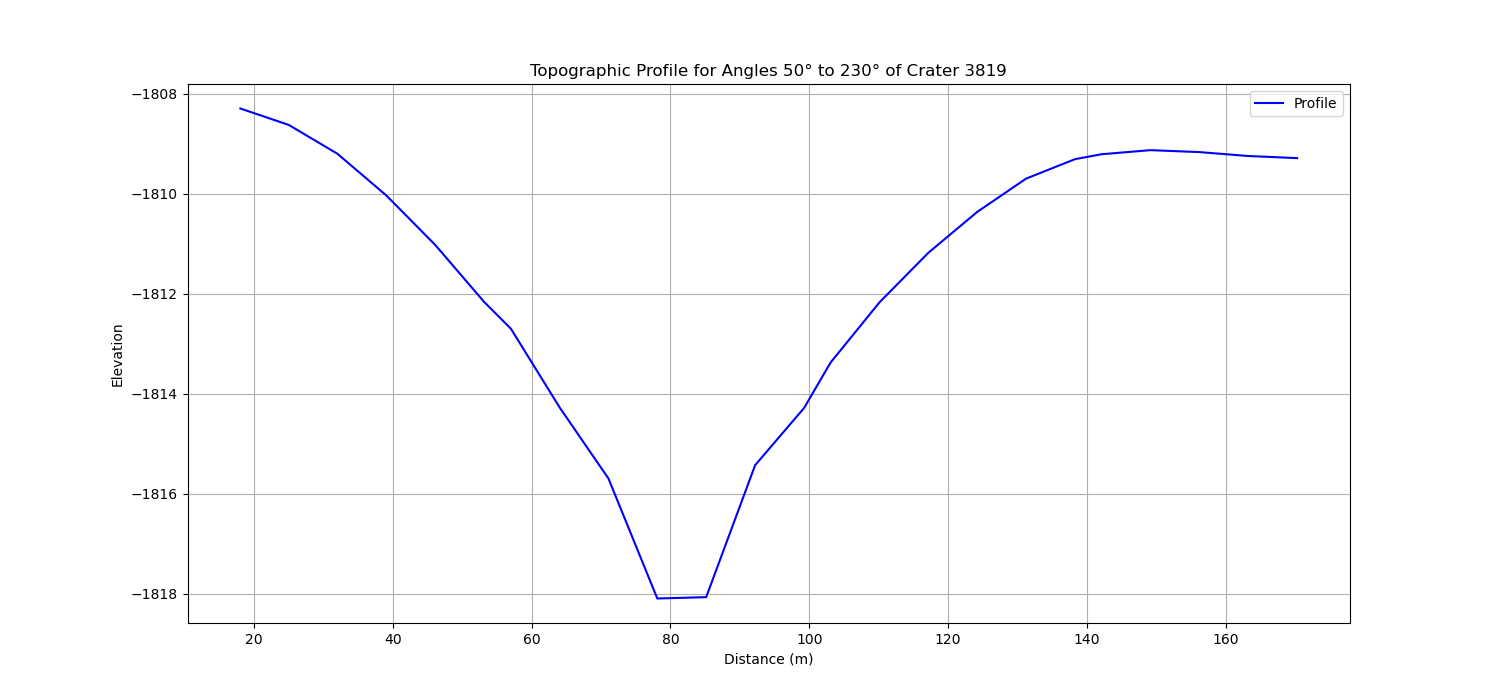 Topographic Profile for Angles 50° to 230° of Crater 3819
Profile
−1808
−1810
−1812
−1814
−1816
−1818
Elevation
20 40 60 80 100 120 140 160
Distance (m)